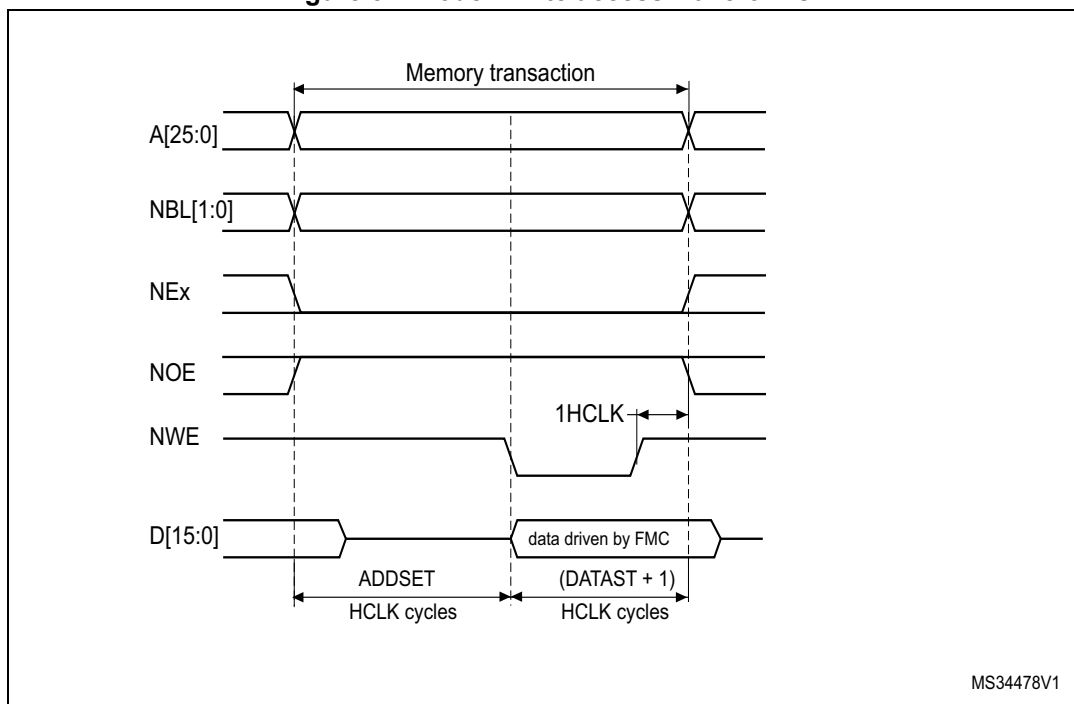 Memory transaction
A[25:0]
NBL[1:0]
NEx
NOE
1HCLK
NWE
D[15:0]
data driven by FMC
ADDSET
(DATAST + 1)
HCLK cycles
HCLK cycles
MS34478V1